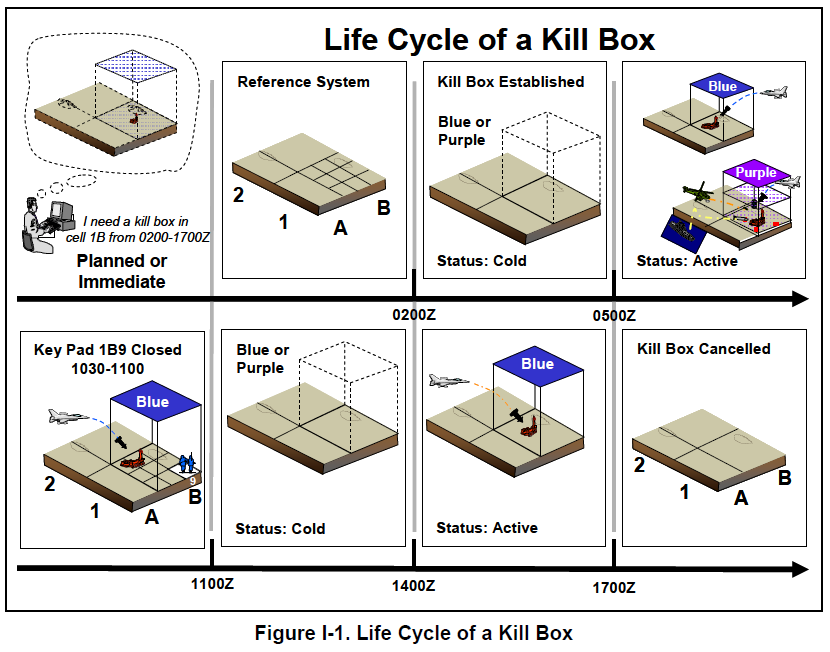 Life Cycle of a Kill Box
I need a kill box in
cell 1B from 0200-1700Z
Planned or
Immediate
Reference System
2
1
A
B
Kill Box Established
Blue or
Purple
Status: Cold
Blue
Purple
Status: Active
0200Z
0500Z
Key Pad 1B9 Closed
1030-1100
Blue
9
2
1
A
B
Blue or
Purple
Status: Cold
Blue
Status: Active
Kill Box Cancelled
2
1
A
B
1100Z
1400Z
1700Z
Figure I-1. Life Cycle of a Kill Box